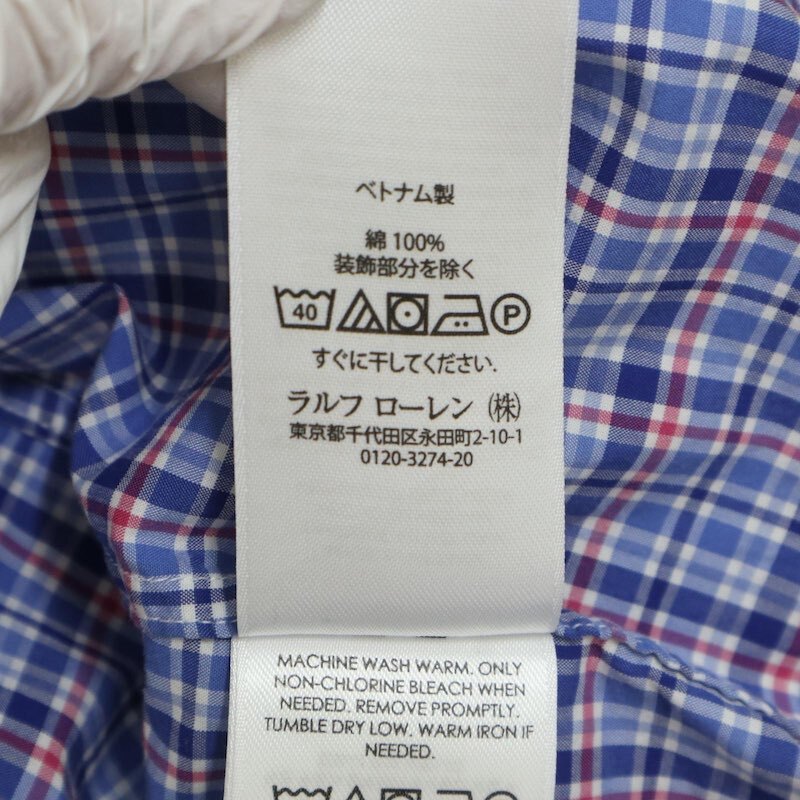 ベトナム製
綿 100%
装飾部分を除く
40 P
すぐに干してください.
ラルフ ローレン (株)
東京都千代田区永田町2-10-1
0120-3274-20
MACHINE WASH WARM. ONLY
NON-CHLORINE BLEACH WHEN
NEEDED. REMOVE PROMPTLY.
TUMBLE DRY LOW. WARM IRON IF
NEEDED.